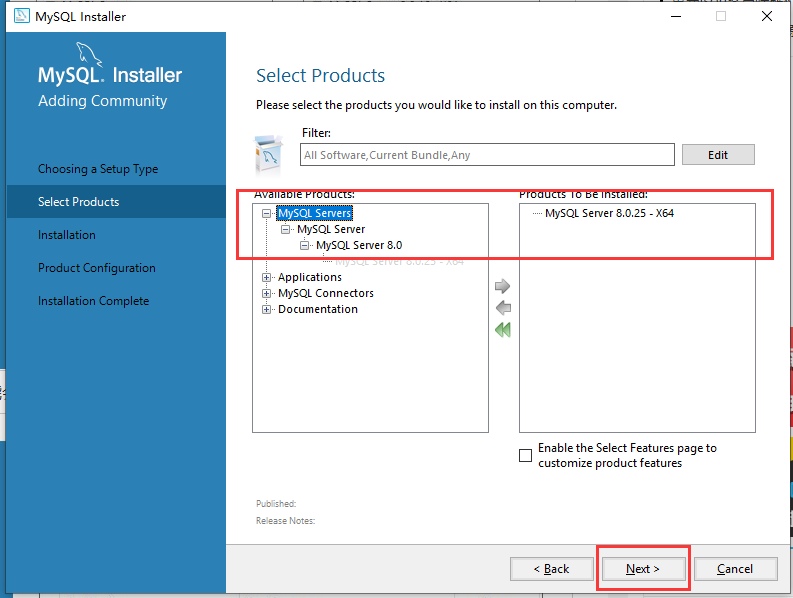 MySQL Installer
MySQL. Installer
Adding Community
Choosing a Setup Type
Select Products
Installation
Product Configuration
Installation Complete
Select Products
Please select the products you would like to install on this computer.
Filter:
All Software,Current Bundle,Any
Edit
Available Products:
Products To Be Installed:
MySQL Servers
MySQL Server
MySQL Server 8.0
MySQL Server 8.0.25 - X64
Applications
MySQL Connectors
Documentation
MySQL Server 8.0.25 - X64
Enable the Select Features page to
customize product features
Published:
Release Notes:
< Back
Next >
Cancel